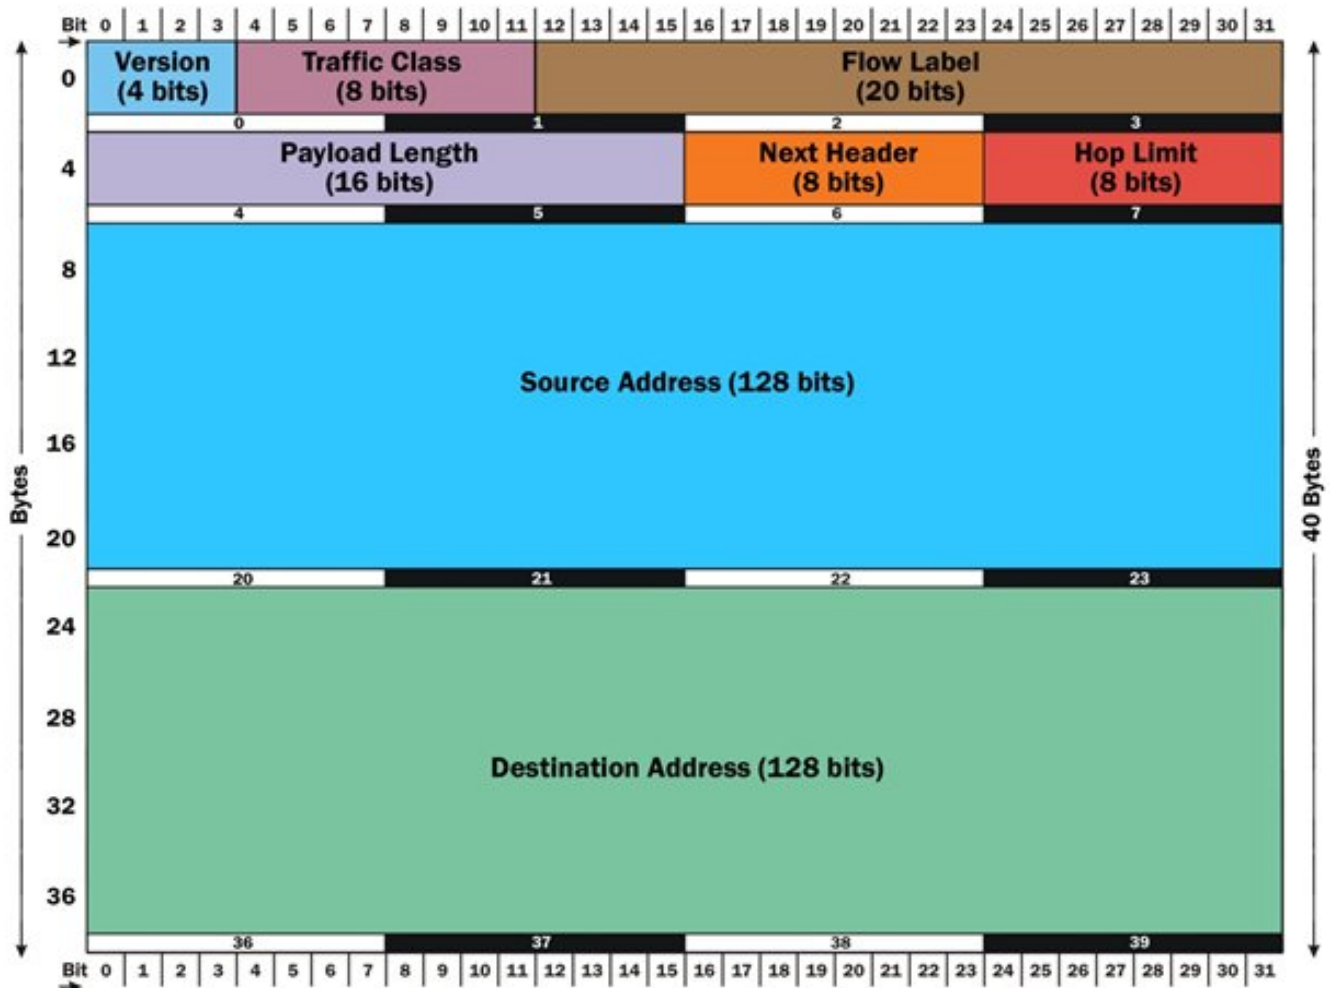 Bit 0 1 2 3 4 5 6 7 8 9 10 11 12 13 14 15 16 17 18 19 20 21 22 23 24 25 26 27 28 29 30 31
0
Version
(4 bits)
Traffic Class
(8 bits)
Flow Label
(20 bits)
0 1 2 3
4
Payload Length
(16 bits)
Next Header
(8 bits)
Hop Limit
(8 bits)
4 5 6 7
8
12
Source Address (128 bits)
16
Bytes
40 Bytes
20
20 21 22 23
24
28
Destination Address (128 bits)
32
36
36 37 38 39
Bit 0 1 2 3 4 5 6 7 8 9 10 11 12 13 14 15 16 17 18 19 20 21 22 23 24 25 26 27 28 29 30 31